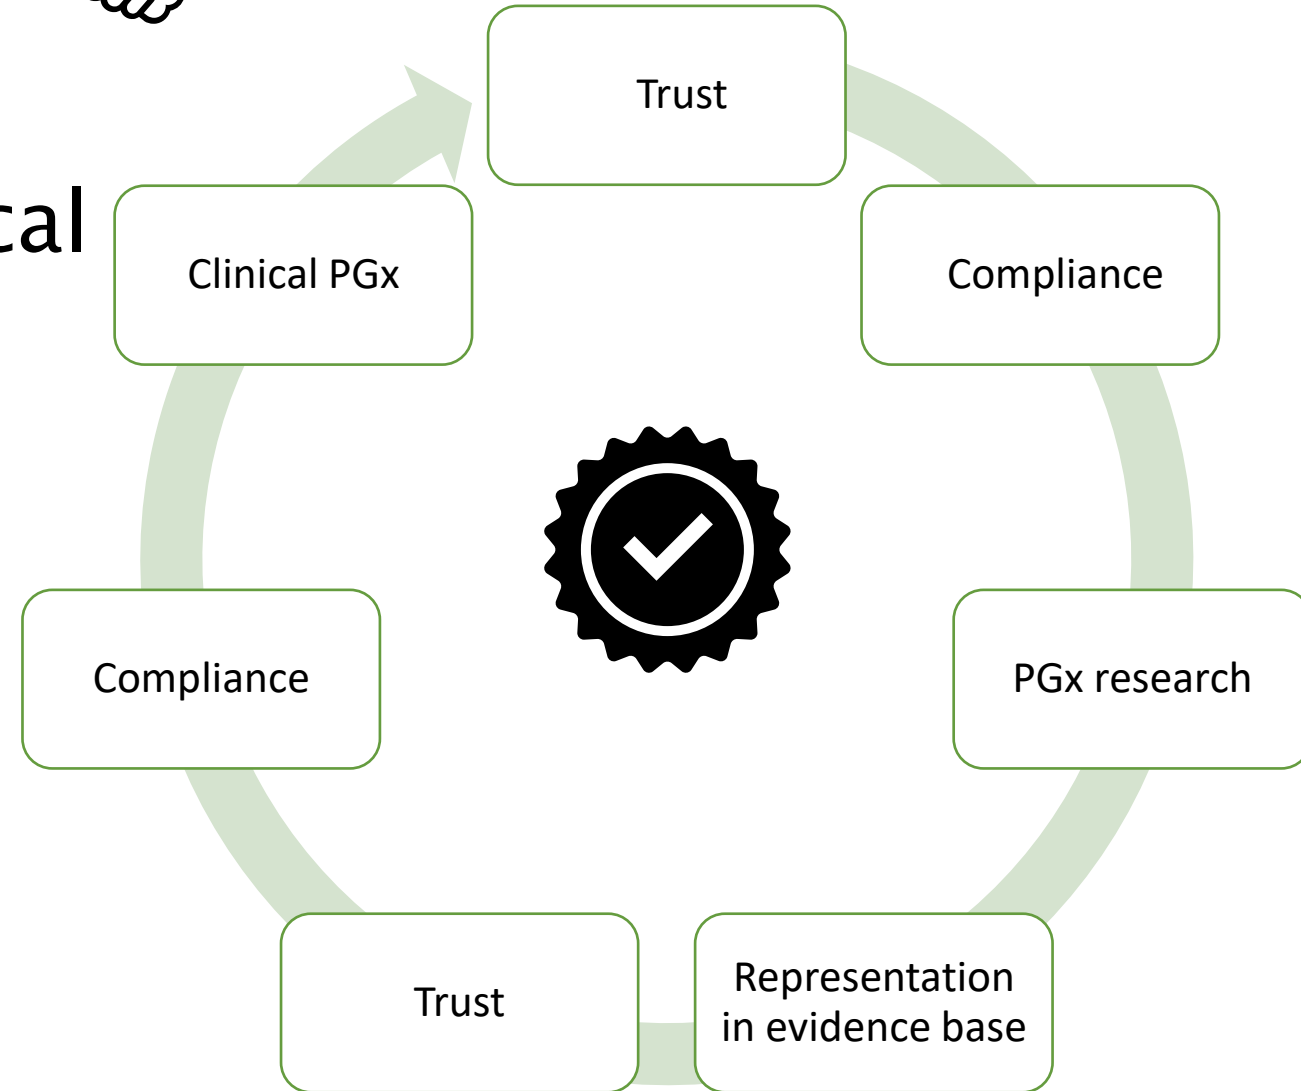 Trust
cal
Clinical PGx
Compliance
Compliance
PGx research
Representation
in evidence base
Trust